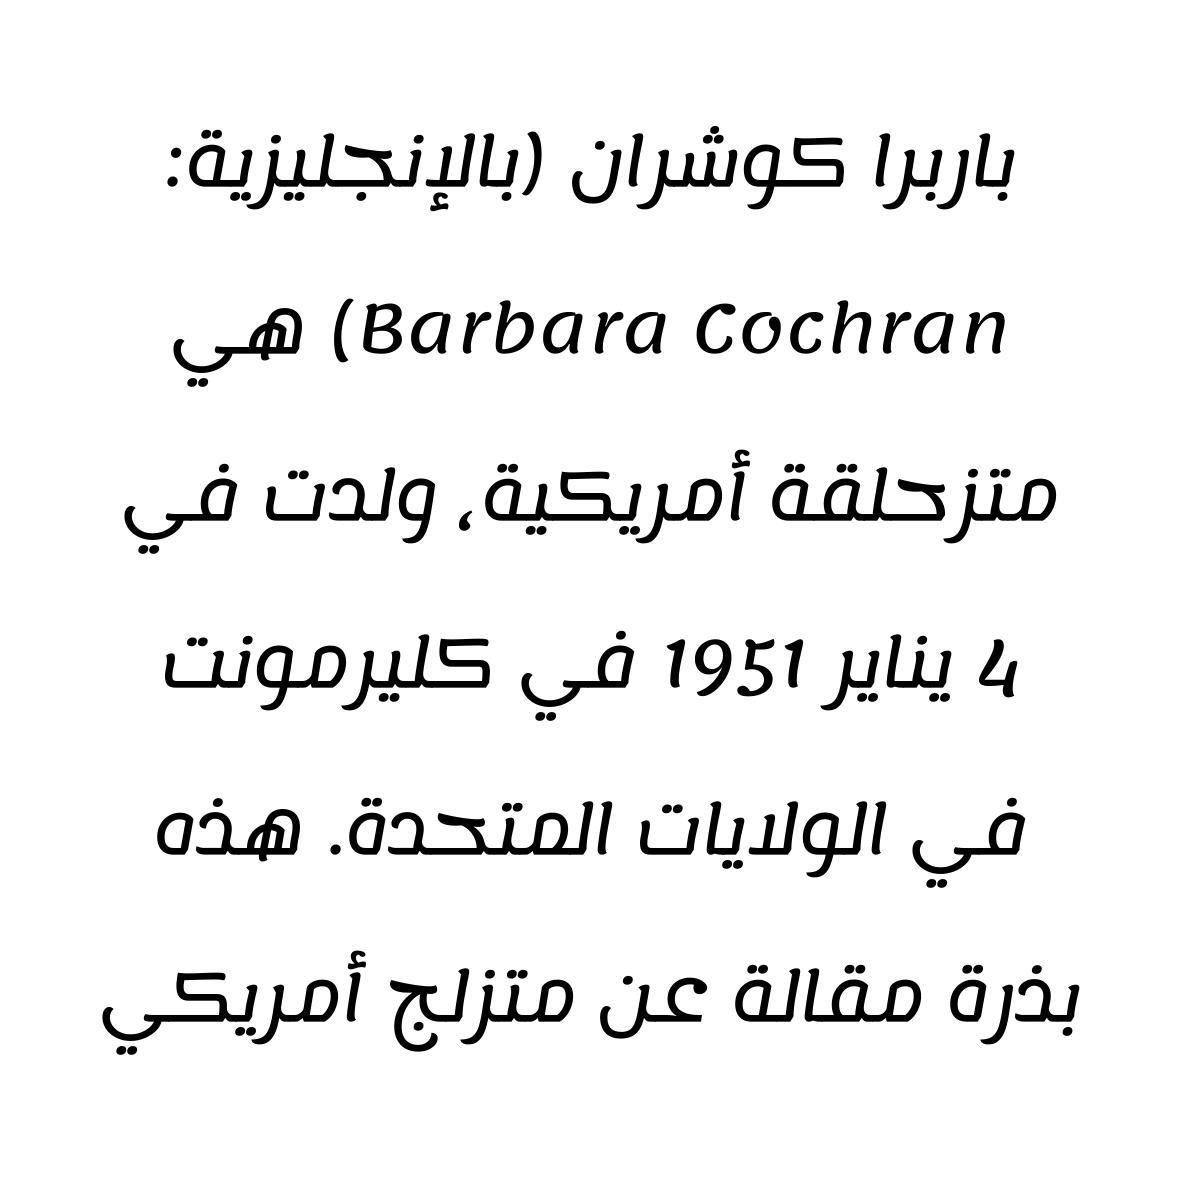 باربرا كوشران (بالإنجليزية:
Barbara Cochran) هي
متزحلقة أمريكية، ولدت في
4 يناير 1951 في كليرمونت
في الولايات المتحدة. هذه
بذرة مقالة عن متزلج أمريكي